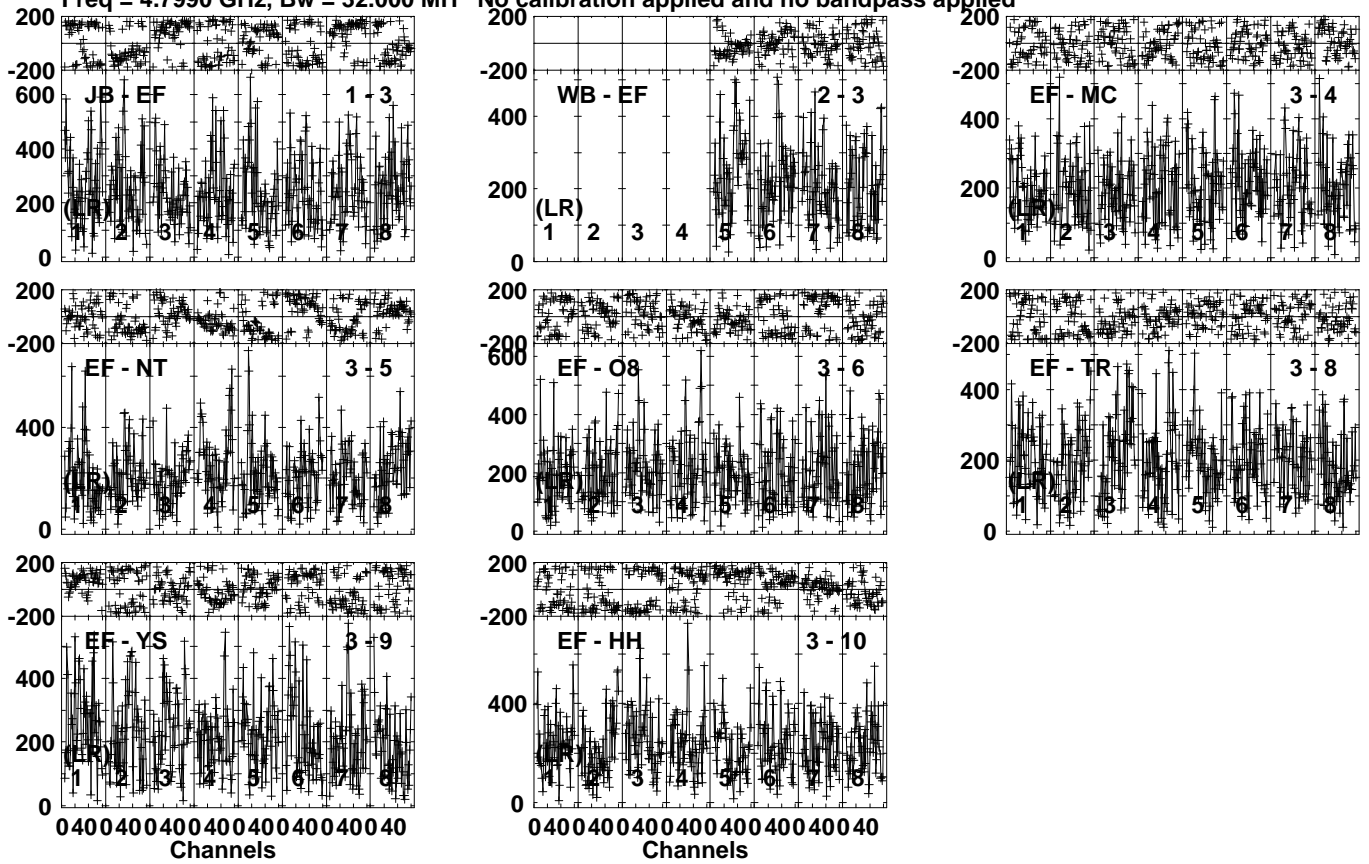 Freq = 4.7990 GHz, Bw = 32.000 MH No calibration applied and no bandpass applied
200
-200
JB - EF 1 - 3
600
400
200
0
(LR)
1 2 3 4 5 6 7 8
200
-200
WB - EF 2 - 3
400
200
0
(LR)
1 2 3 4 5 6 7 8
200
-200
EF - MC 3 - 4
400
200
0
(LR)
1 2 3 4 5 6 7 8
200
-200
EF - NT 3 - 5
400
0
(LR)
1 2 3 4 5 6 7 8
200
-200
EF - O8 3 - 6
600
400
200
0
(LR)
1 2 3 4 5 6 7 8
200
-200
EF - TR 3 - 8
400
200
0
(LR)
1 2 3 4 5 6 7 8
200
-200
EF - YS 3 - 9
400
200
0
(LR)
1 2 3 4 5 6 7 8
0 40 0 40 0 40 0 40 0 40 0 40 0 40 0 40
Channels
200
-200
EF - HH 3 - 10
400
0
(LR)
1 2 3 4 5 6 7 8
0 40 0 40 0 40 0 40 0 40 0 40 0 40 0 40
Channels